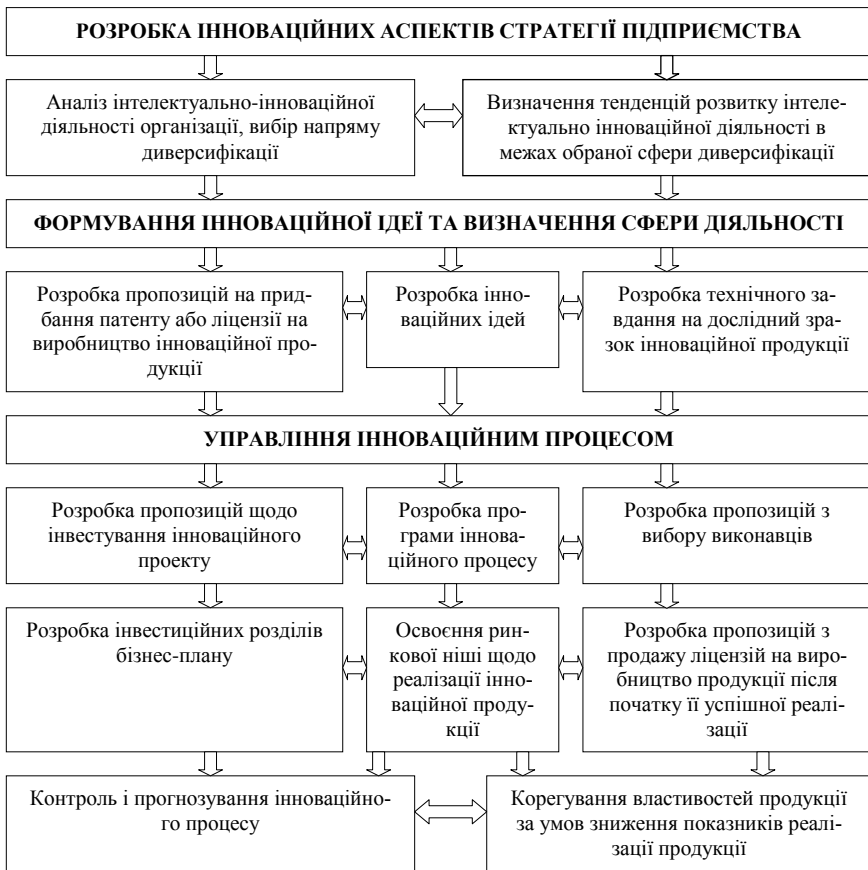 РОЗРОБКА ІННОВАЦІЙНИХ АСПЕКТІВ СТРАТЕГІЇ ПІДПРИЄМСТВА
Аналіз інтелектуально-інноваційної
діяльності організації, вибір напряму
диверсифікації
Визначення тенденцій розвитку інтеле-
ктуально інноваційної діяльності в
межах обраної сфери диверсифікації
ФОРМУВАННЯ ІННОВАЦІЙНОЇ ІДЕЇ ТА ВИЗНАЧЕННЯ СФЕРИ ДІЯЛЬНОСТІ
Розробка пропозицій на прид-
бання патенту або ліцензії на
виробництво інноваційної про-
дукції
Розробка інно-
ваційних ідей
Розробка технічного за-
вдання на дослідний зра-
зок інноваційної продукції
УПРАВЛІННЯ ІННОВАЦІЙНИМ ПРОЦЕСОМ
Розробка пропозицій щодо
інвестування інноваційного
проекту
Розробка про-
грами іннова-
ційного процесу
Розробка пропозицій з
вибору виконавців
Розробка інвестиційних розділів
бізнес-плану
Освоєння рин-
кової ніші щодо
реалізації інно-
ваційної проду-
кції
Розробка пропозицій з
продажу ліцензій на виро-
бництво продукції після
початку її успішної реалі-
зації
Контроль і прогнозування інноваційно-
го процесу
Корегування властивостей продукції
за умов зниження показників реалі-
зації продукції